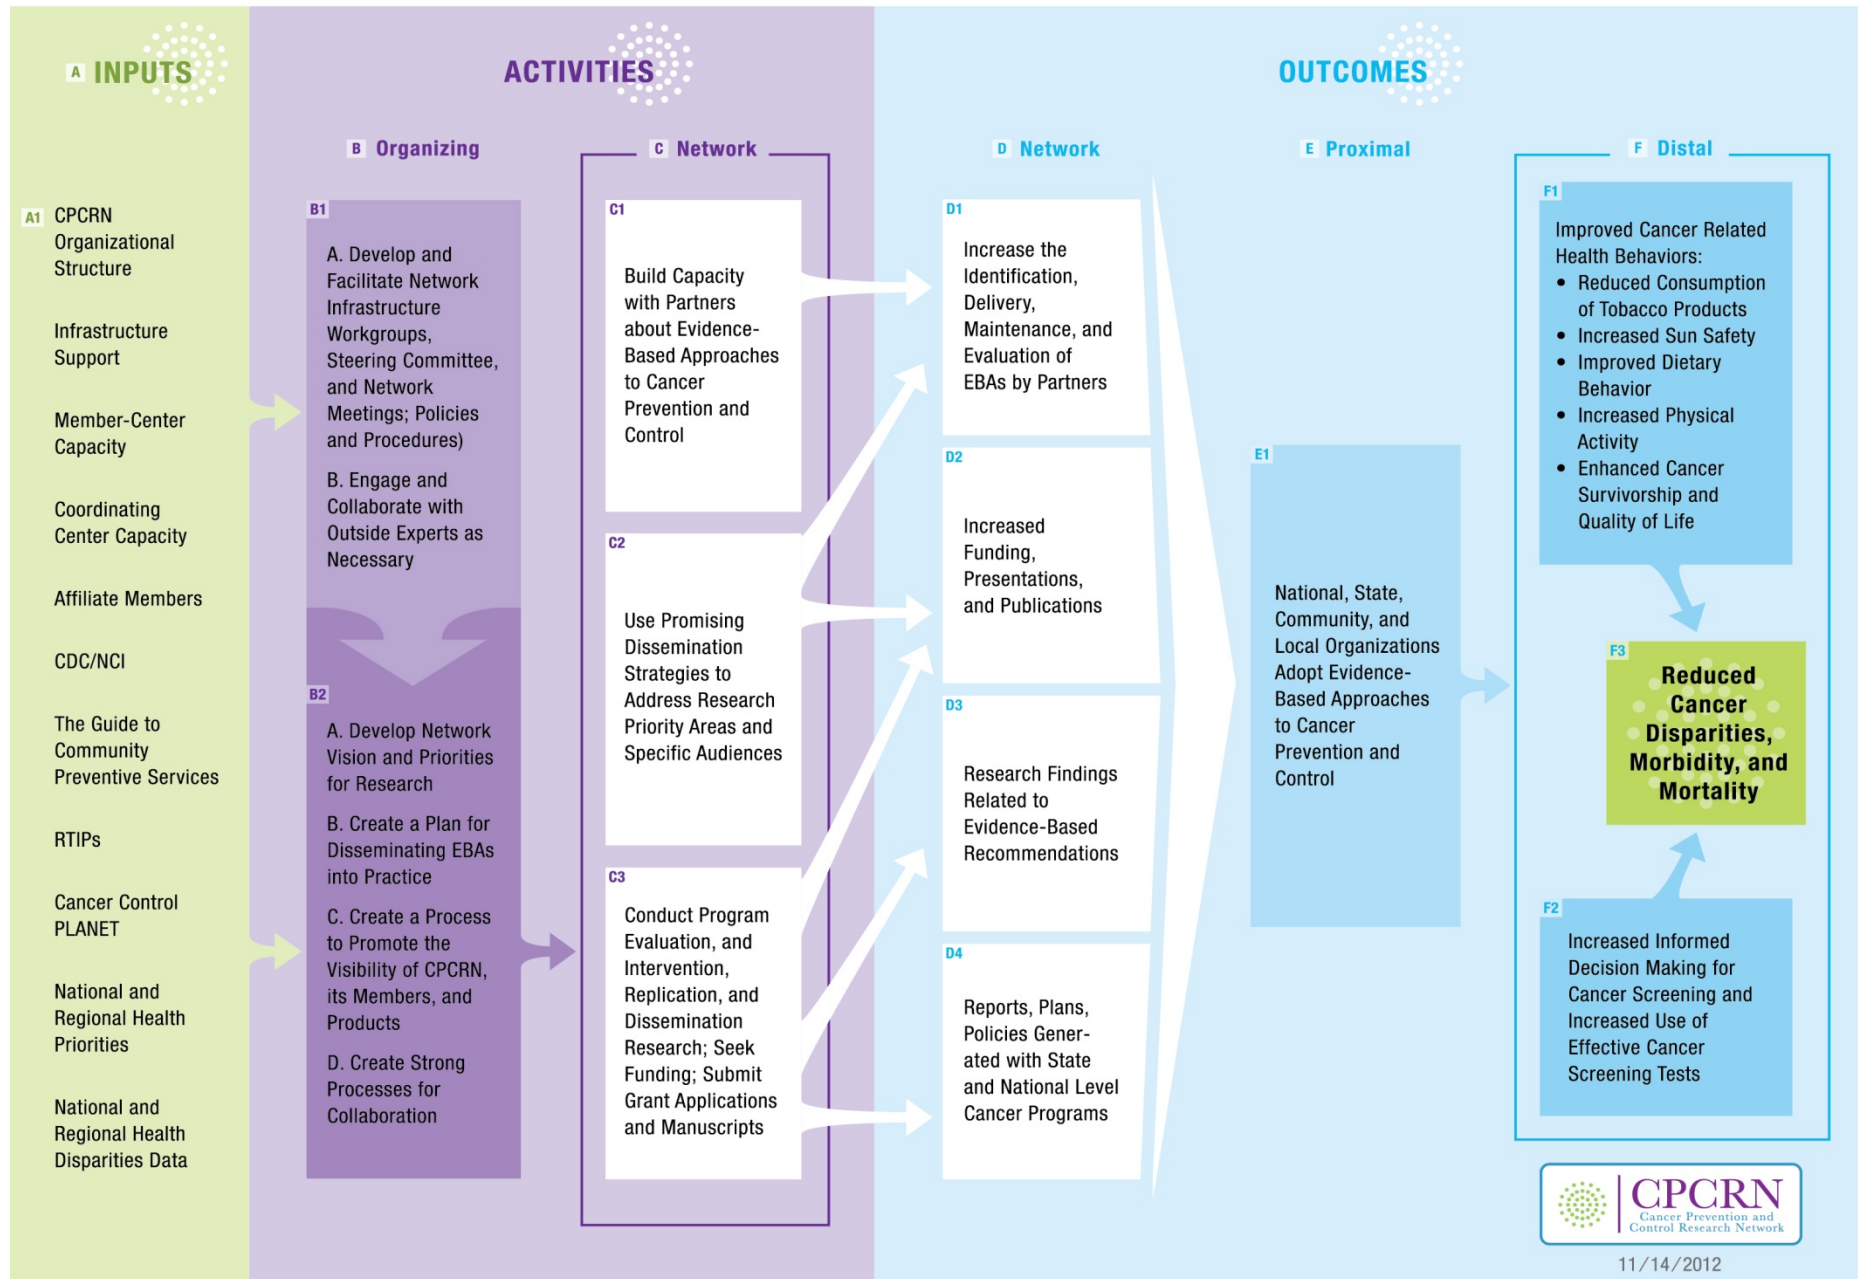 A INPUTS
ACTIVITIES
OUTCOMES
B Organizing
C Network
D Network
E Proximal
F Distal
A1 CPCRN
Organizational
Structure
Infrastructure
Support
Member-Center
Capacity
Coordinating
Center Capacity
Affiliate Members
CDC/NCI
The Guide to
Community
Preventive Services
RTIPs
Cancer Control
PLANET
National and
Regional Health
Priorities
National and
Regional Health
Disparities Data
B1
A. Develop and
Facilitate Network
Infrastructure
Workgroups,
Steering Committee,
and Network
Meetings; Policies
and Procedures)
B. Engage and
Collaborate with
Outside Experts as
Necessary
B2
A. Develop Network
Vision and Priorities
for Research
B. Create a Plan for
Disseminating EBAs
into Practice
C. Create a Process
to Promote the
Visibility of CPCRN,
its Members, and
Products
D. Create Strong
Processes for
Collaboration
C1
Build Capacity
with Partners
about Evidence-
Based Approaches
to Cancer
Prevention and
Control
C2
Use Promising
Dissemination
Strategies to
Address Research
Priority Areas and
Specific Audiences
C3
Conduct Program
Evaluation, and
Intervention,
Replication, and
Dissemination
Research; Seek
Funding; Submit
Grant Applications
and Manuscripts
D1
Increase the
Identification,
Delivery,
Maintenance, and
Evaluation of
EBAs by Partners
D2
Increased
Funding,
Presentations,
and Publications
D3
Research Findings
Related to
Evidence-Based
Recommendations
D4
Reports, Plans,
Policies Gener-
ated with State
and National Level
Cancer Programs
E1
National, State,
Community, and
Local Organizations
Adopt Evidence-
Based Approaches
to Cancer
Prevention and
Control
F1
Improved Cancer Related
Health Behaviors:
• Reduced Consumption
of Tobacco Products
• Increased Sun Safety
• Improved Dietary
Behavior
• Increased Physical
Activity
• Enhanced Cancer
Survivorship and
Quality of Life
F3
Reduced
Cancer
Disparities,
Morbidity, and
Mortality
F2
Increased Informed
Decision Making for
Cancer Screening and
Increased Use of
Effective Cancer
Screening Tests
CPCRN
Cancer Prevention and
Control Research Network
11/14/2012